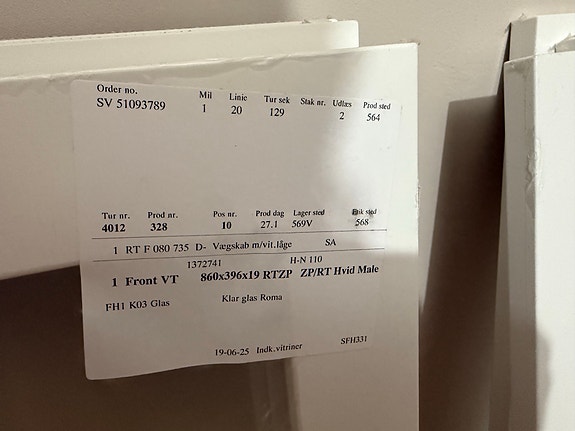 Order no. Mil Linie Tur sek Stak nr. Udlæs Prod sted
SV 51093789 1 20 129 2 564
Tur nr. Prod nr. Pos nr. Prod dag Lager sted Etik sted
4012 328 10 27.1 569V 568
1 RT F 080 735 D- Vægskab m/vit.låge SA
1372741 H-N 110
1 Front VT 860x396x19 RTZP ZP/RT Hvid Male
FH1 K03 Glas Klar glas Roma
19-06-25 Indk.vitriner SFH331